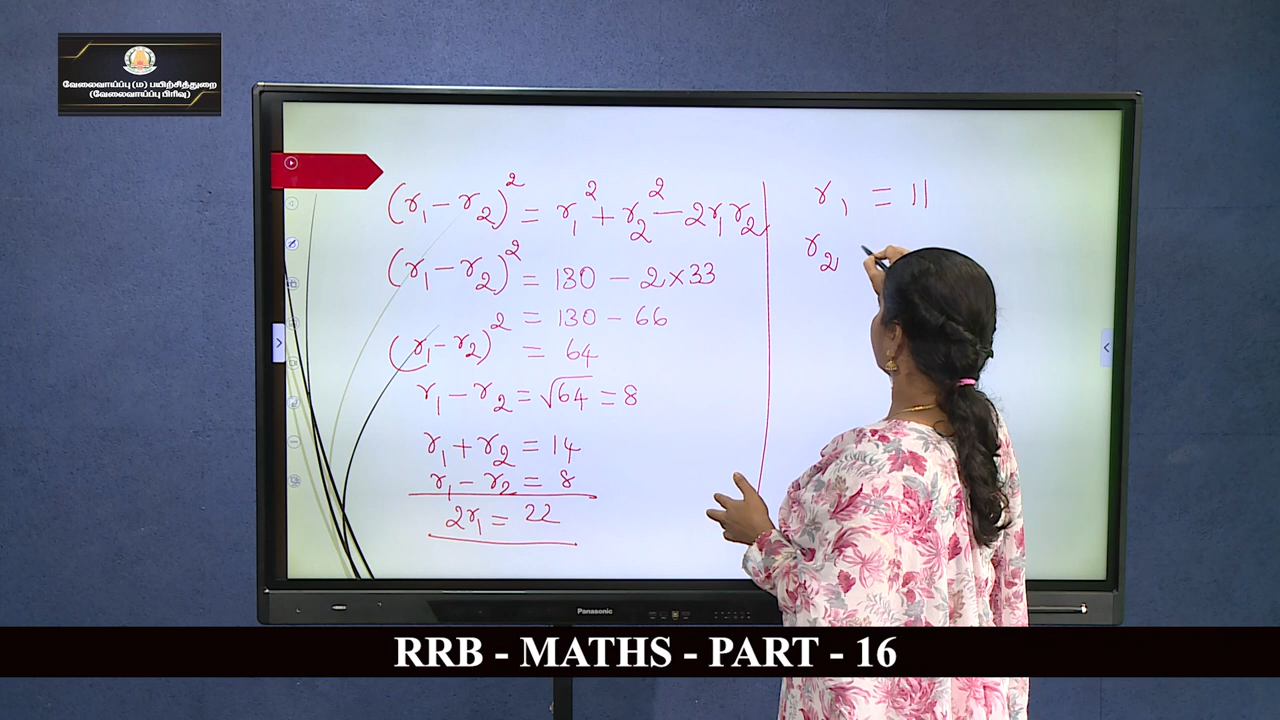 வேலைவாய்ப்பு (ம) பயிற்சித்துறை
(வேலைவாய்ப்பு பிரிவு)
(r₁ - r₂)² = r₁² + r₂² - 2r₁r₂
(r₁ - r₂)² = 130 - 2×33
² = 130 - 66
(r₁ - r₂)² = 64
r₁ - r₂ = √64 = 8
r₁ + r₂ = 14
r₁ - r₂ = 8
2r₁ = 22
r₁ = 11
r₂
Panasonic
RRB - MATHS - PART - 16